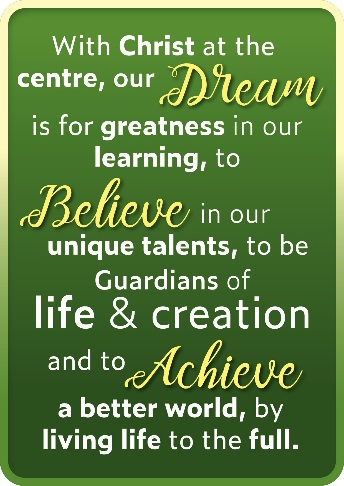 With Christ at the
centre, our Dream
is for greatness in our
learning, to
Believe in our
unique talents, to be
Guardians of
life & creation
and to Achieve
a better world, by
living life to the full.